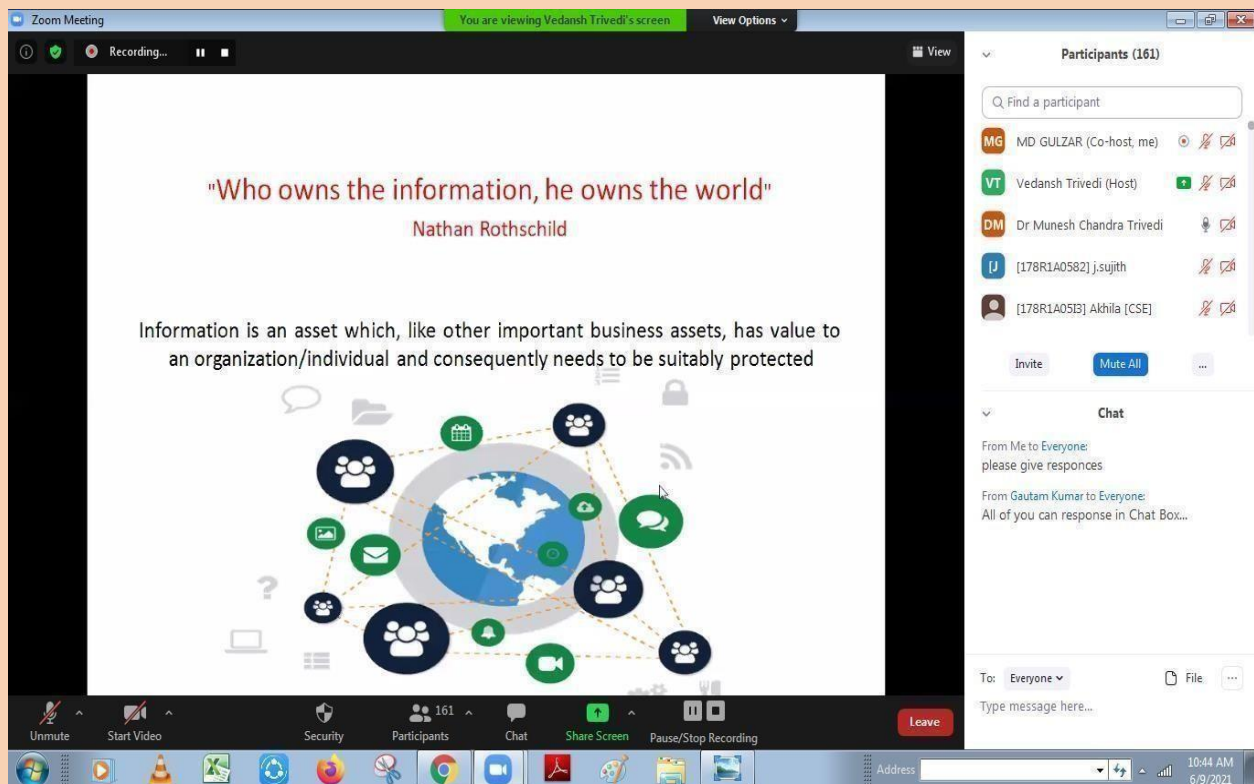 Zoom Meeting
You are viewing Vedansh Trivedi's screen
View Options
Recording...
View
"Who owns the information, he owns the world"
Nathan Rothschild
Information is an asset which, like other important business assets, has value to
an organization/individual and consequently needs to be suitably protected
Participants (161)
Find a participant
MG MD GULZAR (Co-host, me)
VT Vedansh Trivedi (Host)
DM Dr Munesh Chandra Trivedi
[J [178R1A0582] j.sujith
[178R1A05I3] Akhila [CSE]
Invite
Mute All
...
Chat
From Me to Everyone:
please give responces
From Gautam Kumar to Everyone:
All of you can response in Chat Box...
To: Everyone
File
...
Type message here...
Unmute
Start Video
Security
161
Participants
Chat
Share Screen
Pause/Stop Recording
Leave
Address
10:44 AM
6/9/2021